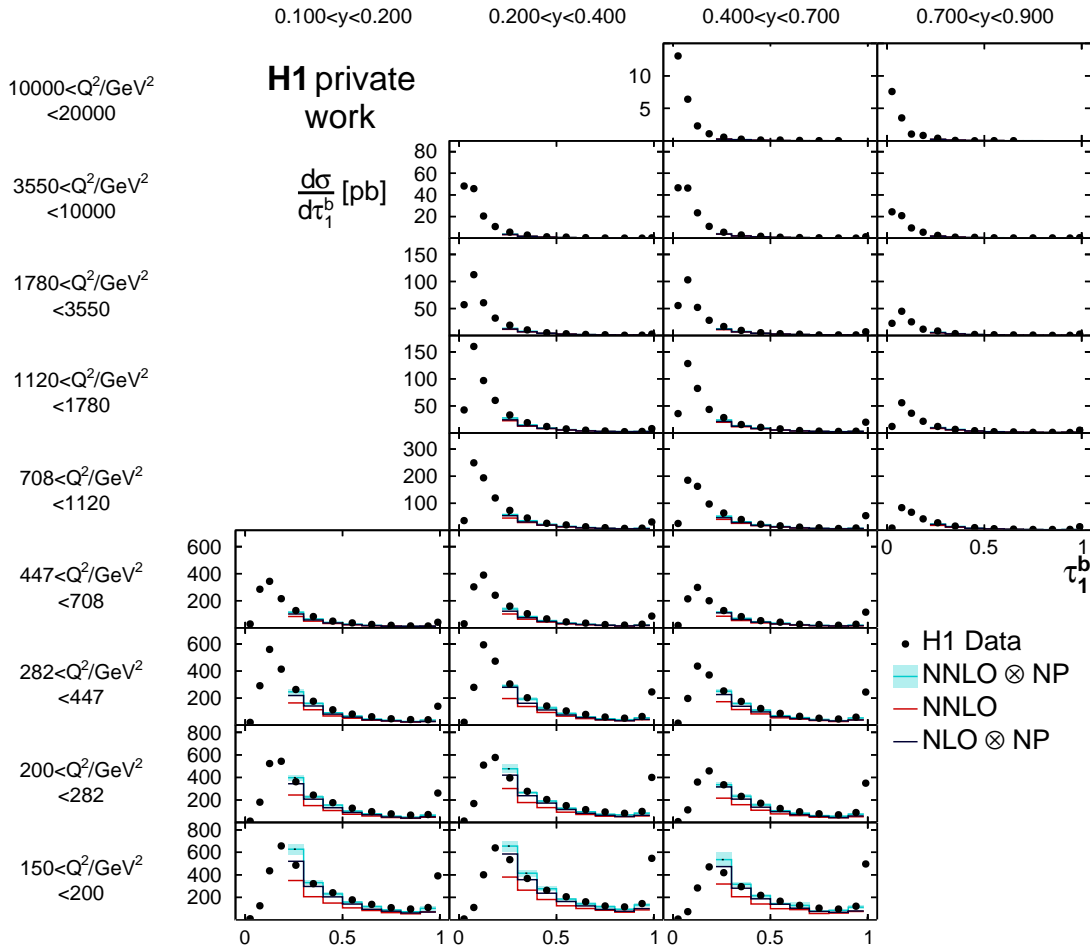 0.100<y<0.200 0.200<y<0.400 0.400<y<0.700 0.700<y<0.900
10000<Q²/GeV²
<20000
H1 private
work
10
5
3550<Q²/GeV²
<10000
dσ/dτ₁ᵇ [pb]
80
60
40
20
1780<Q²/GeV²
<3550
150
100
50
1120<Q²/GeV²
<1780
150
100
50
708<Q²/GeV²
<1120
300
200
100
0 0.5 1
τ₁ᵇ
447<Q²/GeV²
<708
600
400
200
282<Q²/GeV²
<447
600
400
200
H1 Data
NNLO ⊗ NP
NNLO
NLO ⊗ NP
200<Q²/GeV²
<282
800
600
400
200
150<Q²/GeV²
<200
800
600
400
200
0 0.5 1 0 0.5 1 0 0.5 1